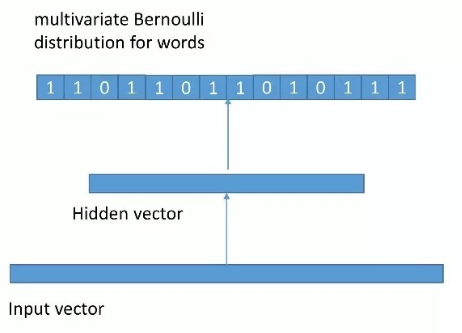 multivariate Bernoulli
distribution for words
1 1 0 1 1 0 1 1 0 1 0 1 1 1
Hidden vector
Input vector